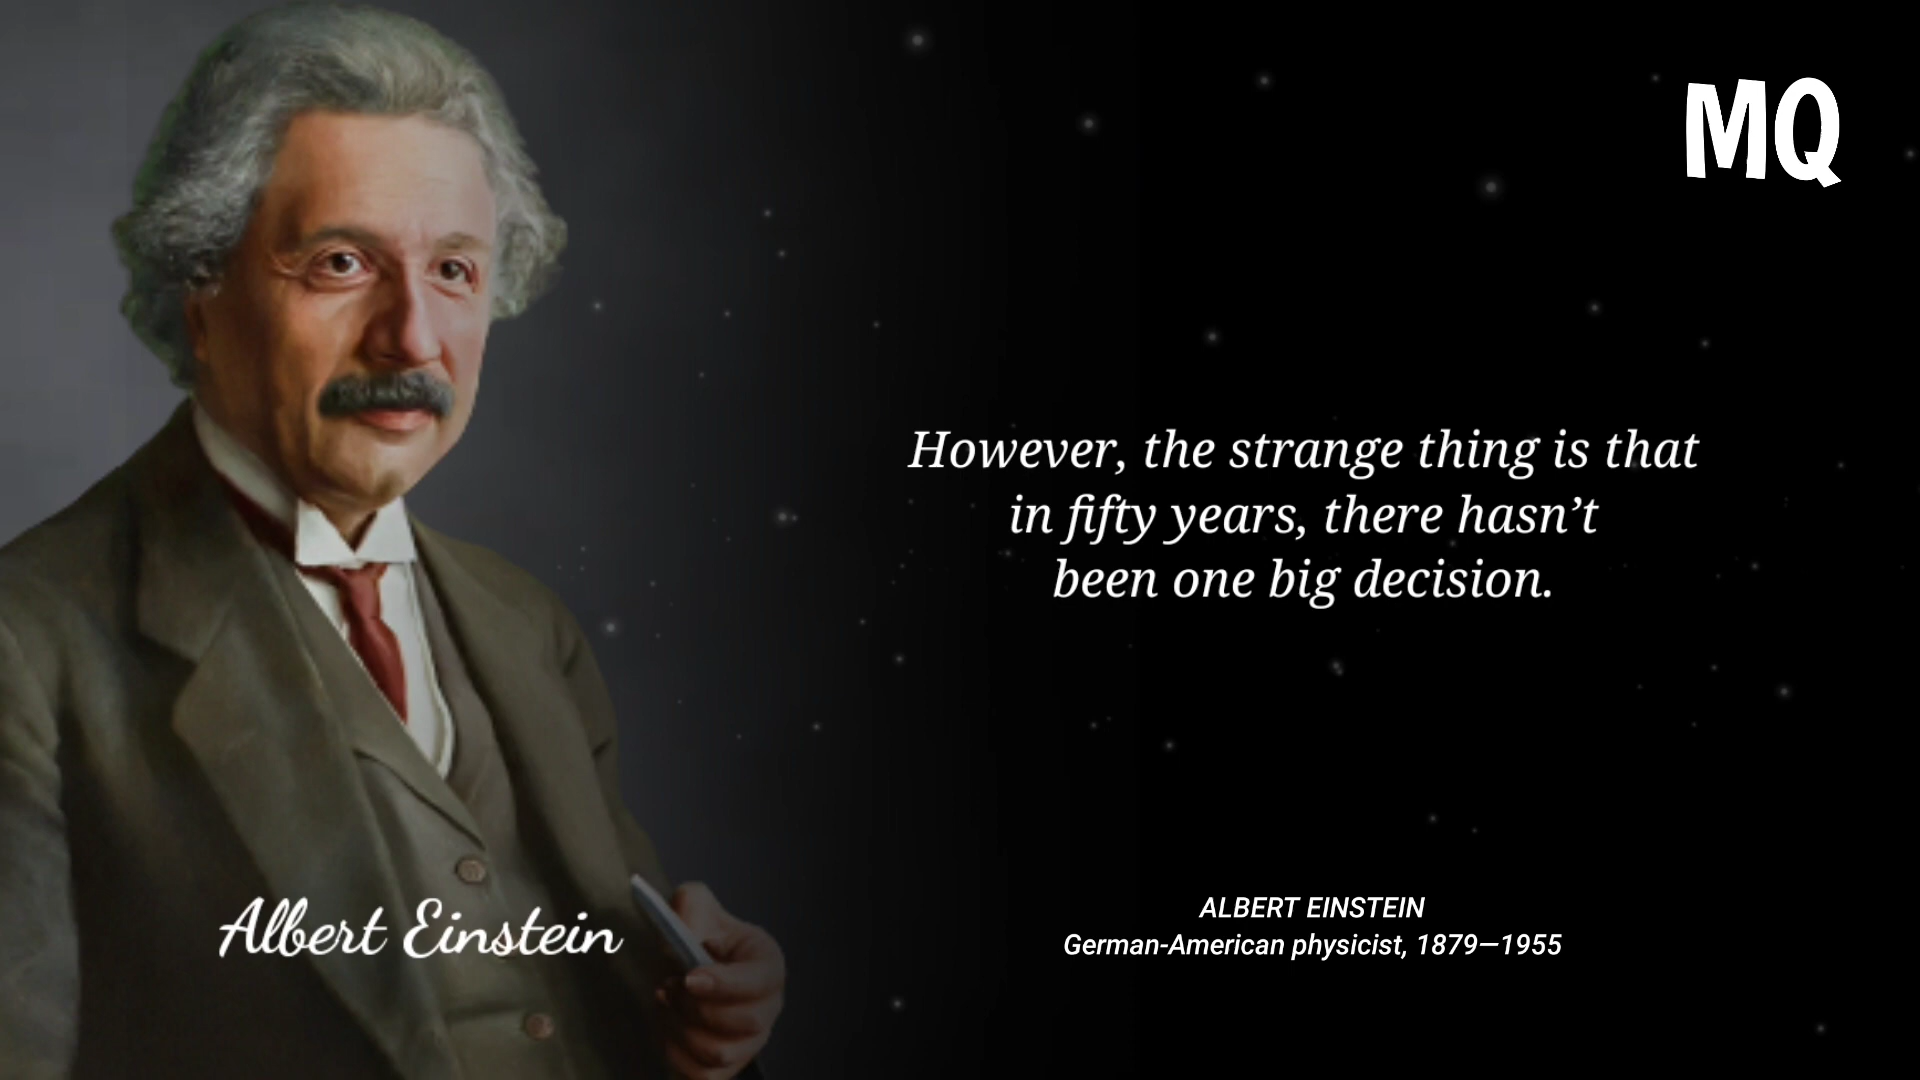 MQ
However, the strange thing is that
in fifty years, there hasn’t
been one big decision.
Albert Einstein
ALBERT EINSTEIN
German-American physicist, 1879—1955